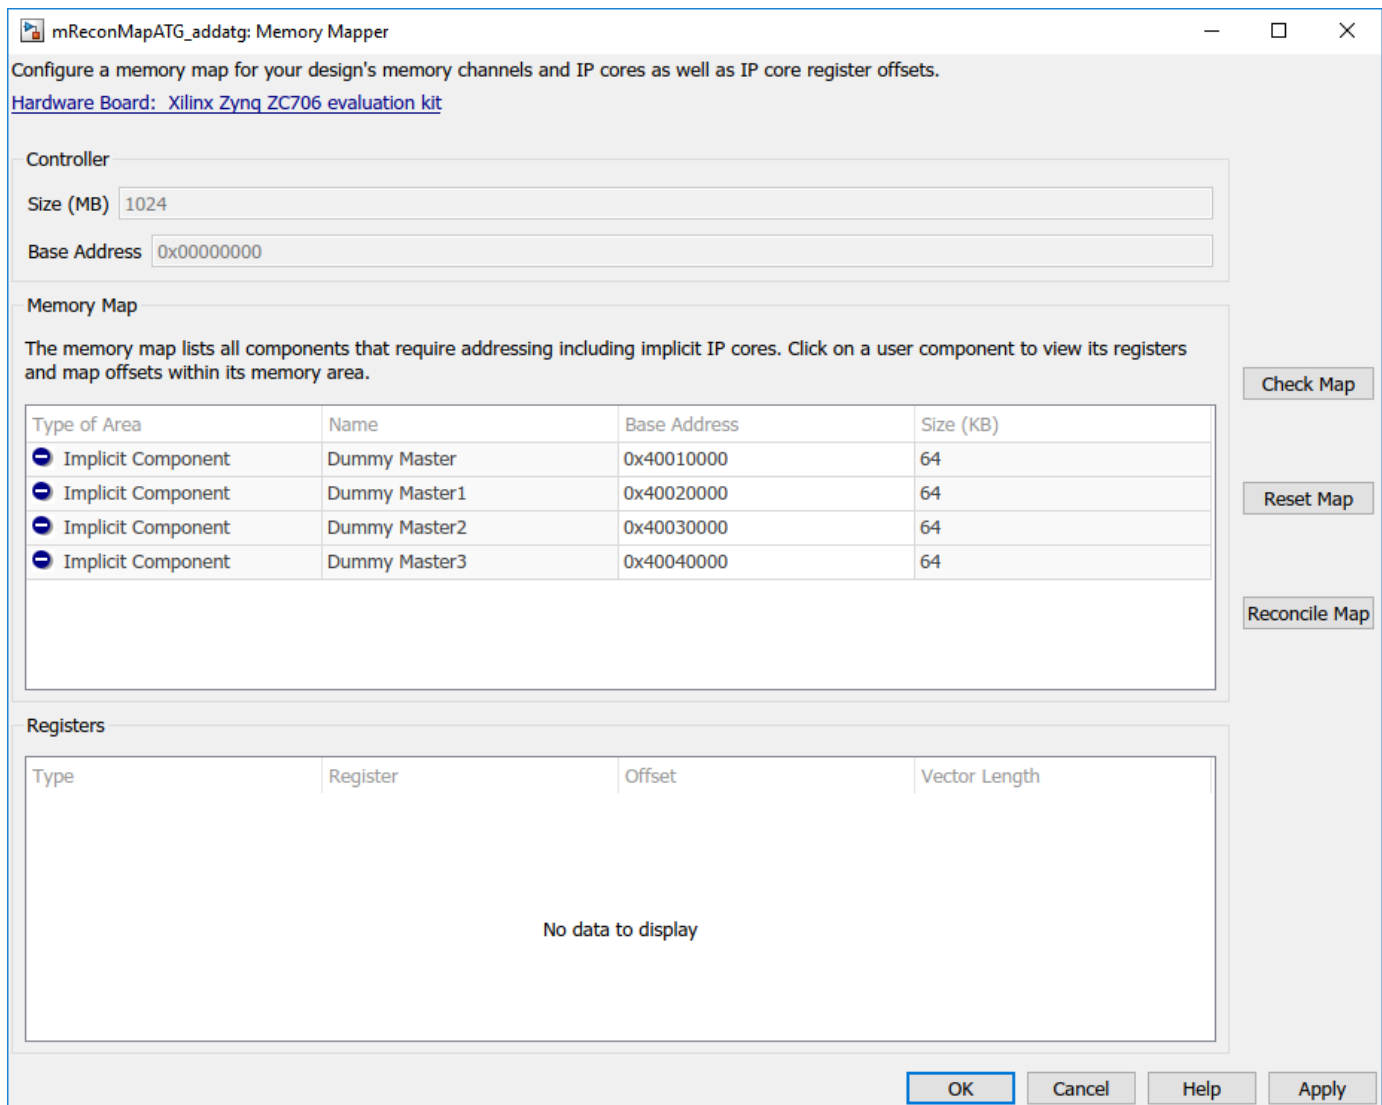 mReconMapATG_addatg: Memory Mapper
Configure a memory map for your design's memory channels and IP cores as well as IP core register offsets.
Hardware Board: Xilinx Zynq ZC706 evaluation kit
Controller
Size (MB) 1024
Base Address 0x00000000
Memory Map
The memory map lists all components that require addressing including implicit IP cores. Click on a user component to view its registers
and map offsets within its memory area.
Check Map
Type of Area Name Base Address Size (KB)
Implicit Component Dummy Master 0x40010000 64
Implicit Component Dummy Master1 0x40020000 64
Reset Map
Implicit Component Dummy Master2 0x40030000 64
Implicit Component Dummy Master3 0x40040000 64
Reconcile Map
Registers
Type Register Offset Vector Length
No data to display
OK Cancel Help Apply